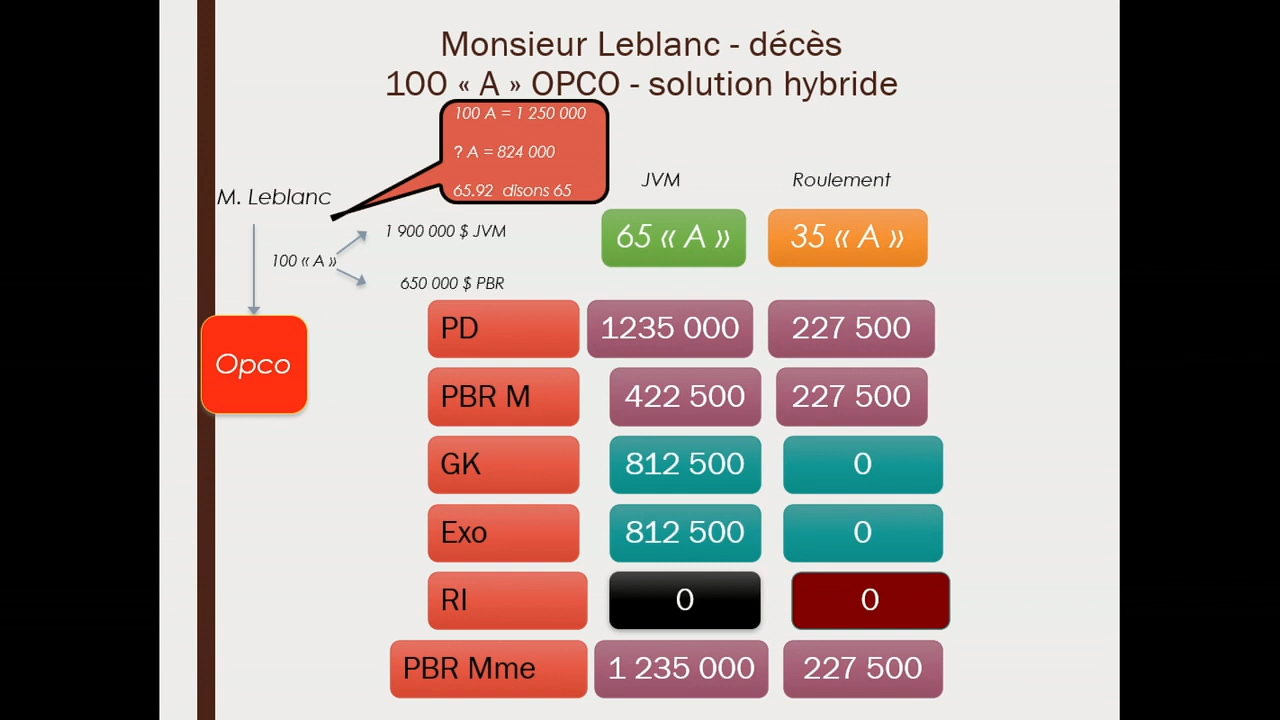 Monsieur Leblanc - décès
100 « A » OPCO - solution hybride
100 A = 1 250 000
? A = 824 000
65.92 disons 65
JVM
Roulement
M. Leblanc
1 900 000 $ JVM
65 « A »
35 « A »
100 « A »
650 000 $ PBR
Opco
PD
1235 000
227 500
PBR M
422 500
227 500
GK
812 500
0
Exo
812 500
0
RI
0
0
PBR Mme
1 235 000
227 500